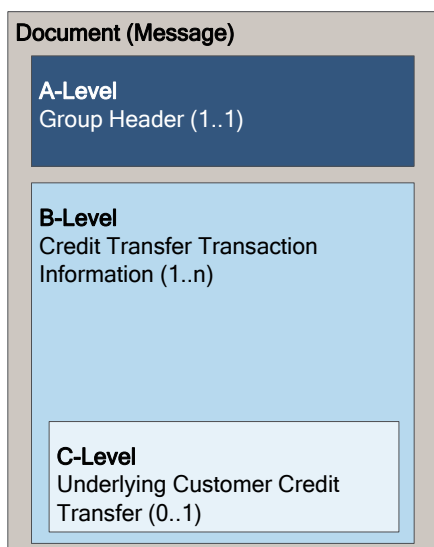 Document (Message)
A-Level
Group Header (1..1)
B-Level
Credit Transfer Transaction
Information (1..n)
C-Level
Underlying Customer Credit
Transfer (0..1)